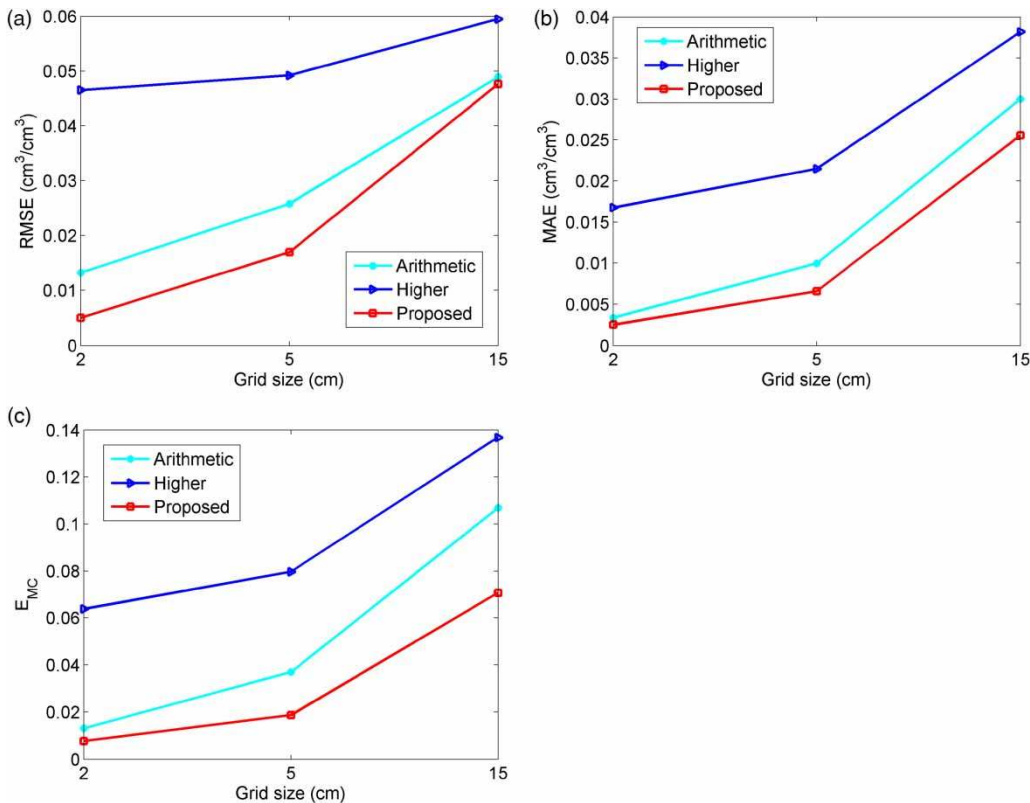 (a)
0.06
0.05
0.04
0.03
0.02
0.01
0
RMSE (cm³/cm³)
Arithmetic
Higher
Proposed
2
5
15
Grid size (cm)
(b)
0.04
0.035
0.03
0.025
0.02
0.015
0.01
0.005
0
MAE (cm³/cm³)
Arithmetic
Higher
Proposed
2
5
15
Grid size (cm)
(c)
0.14
0.12
0.1
0.08
0.06
0.04
0.02
0
E_MC
Arithmetic
Higher
Proposed
2
5
15
Grid size (cm)